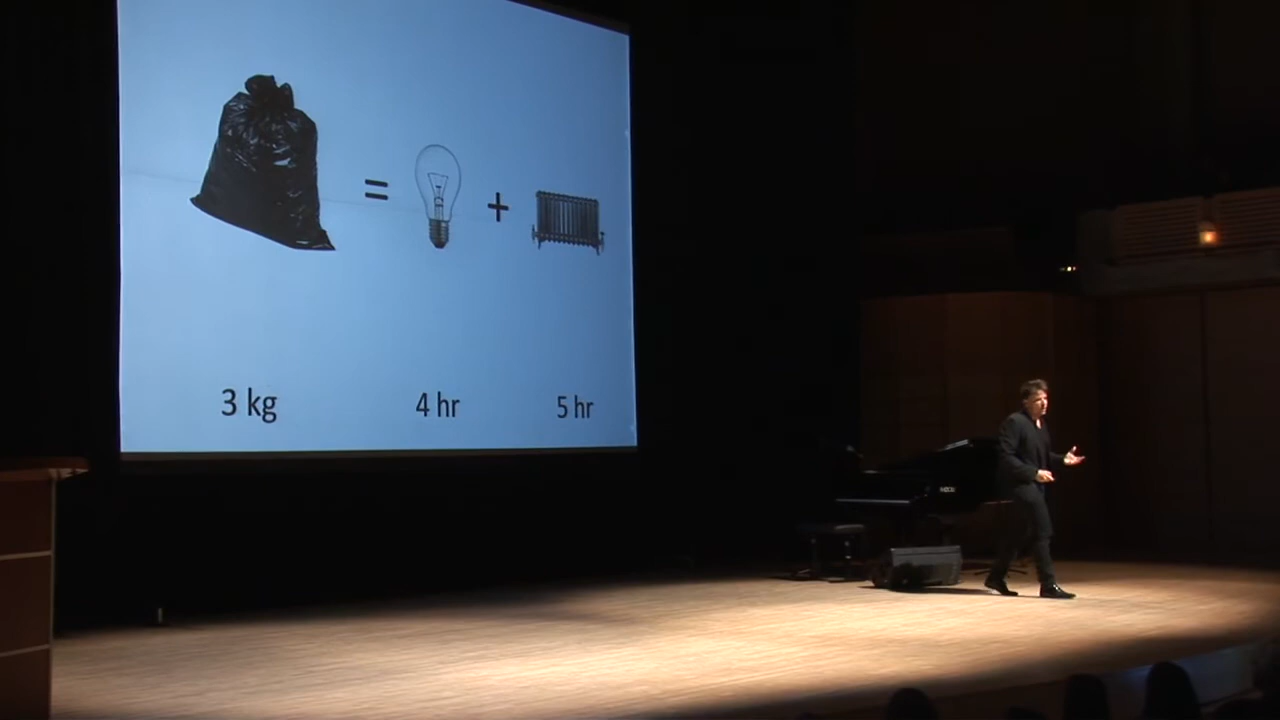 = +
3 kg 4 hr 5 hr